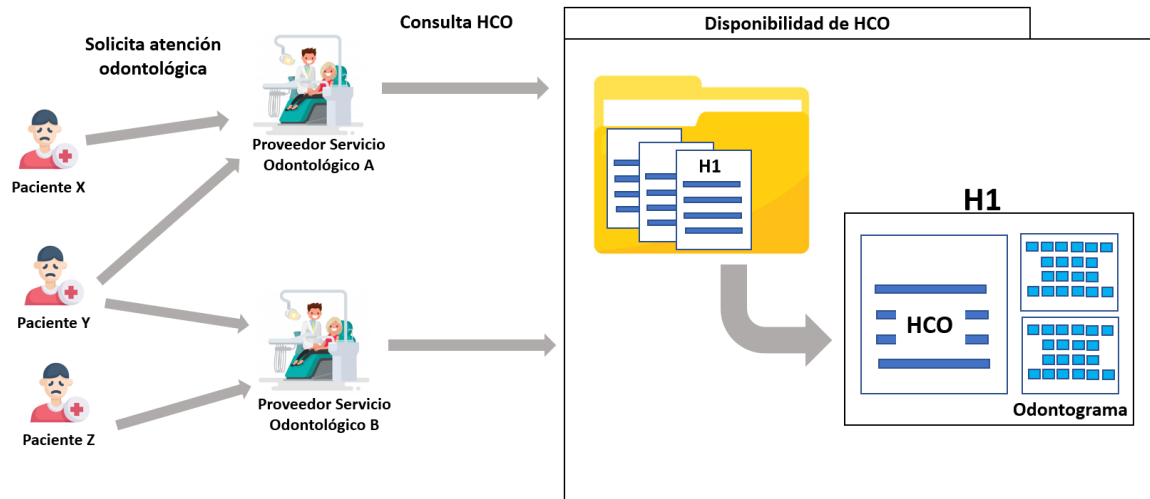 Solicita atención
odontológica
Consulta HCO
Disponibilidad de HCO
Paciente X
Proveedor Servicio
Odontológico A
Paciente Y
Proveedor Servicio
Odontológico B
Paciente Z
H1
H1
HCO
Odontograma